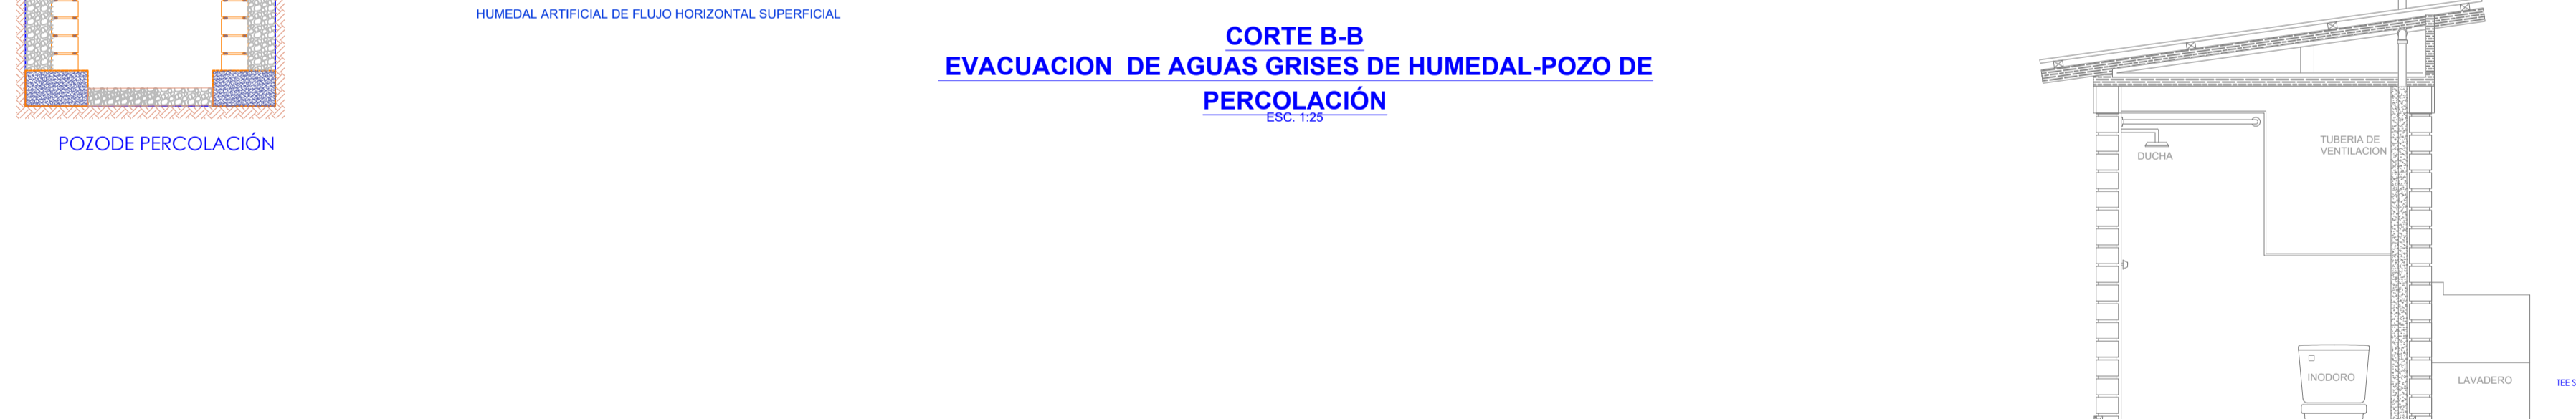 HUMEDAL ARTIFICIAL DE FLUJO HORIZONTAL SUPERFICIAL
CORTE B-B
EVACUACION DE AGUAS GRISES DE HUMEDAL-POZO DE
PERCOLACIÓN
ESC. 1:25
POZODE PERCOLACIÓN
TUBERIA DE
VENTILACION
DUCHA
INODORO
LAVADERO
TEE S